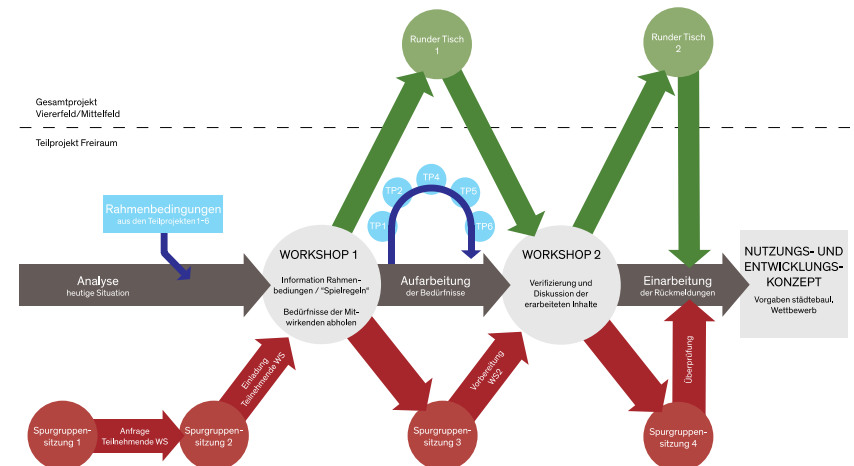 Runder Tisch
1
Runder Tisch
2
Gesamtprojekt
Viererfeld/Mittelfeld
Teilprojekt Freiraum
Rahmenbedingungen
aus den Teilprojekten 1–6
TP1
TP2
TP4
TP5
TP6
Analyse
heutige Situation
WORKSHOP 1
Information Rahmen-
bediungen / "Spielregeln"
Bedürfnisse der Mit-
wirkenden abholen
Aufarbeitung
der Bedürfnisse
WORKSHOP 2
Verifizierung und
Diskussion der
erarbeiteten Inhalte
Einarbeitung
der Rückmeldungen
NUTZUNGS- UND
ENTWICKLUNGS-
KONZEPT
Vorgaben städtebaul.
Wettbewerb
Spurgruppen-
sitzung 1
Anfrage
Teilnehmende WS
Spurgruppen-
sitzung 2
Einladung
Teilnehmende WS
Spurgruppen-
sitzung 3
Vorbereitung
WS2
Spurgruppen-
sitzung 4
Überprüfung